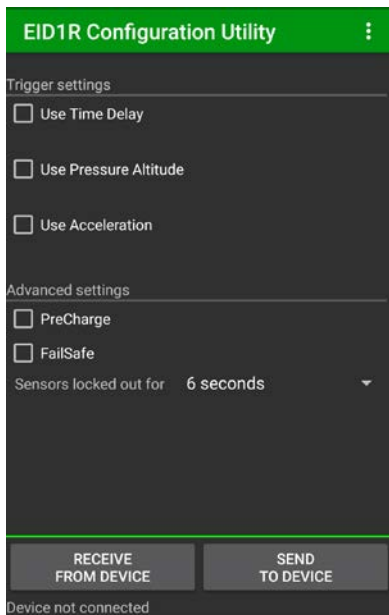 EID1R Configuration Utility
Trigger settings
Use Time Delay
Use Pressure Altitude
Use Acceleration
Advanced settings
PreCharge
FailSafe
Sensors locked out for 6 seconds
RECEIVE
FROM DEVICE
SEND
TO DEVICE
Device not connected